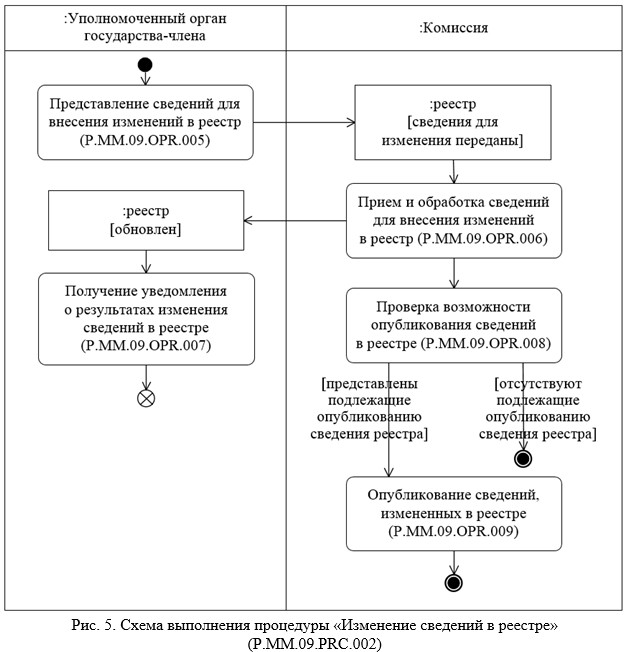 :Уполномоченный орган
государства-члена
:Комиссия
Представление сведений для
внесения изменений в реестр
(P.MM.09.OPR.005)
:реестр
[сведения для
изменения переданы]
:реестр
[обновлен]
Прием и обработка сведений
для внесения изменений
в реестр (P.MM.09.OPR.006)
Получение уведомления
о результатах изменения
сведений в реестре
(P.MM.09.OPR.007)
Проверка возможности
опубликования сведений
в реестре (P.MM.09.OPR.008)
[представлены
подлежащие
опубликованию
сведения реестра]
[отсутствуют
подлежащие
опубликованию
сведения реестра]
Опубликование сведений,
измененных в реестре
(P.MM.09.OPR.009)
Рис. 5. Схема выполнения процедуры «Изменение сведений в реестре»
(P.MM.09.PRC.002)